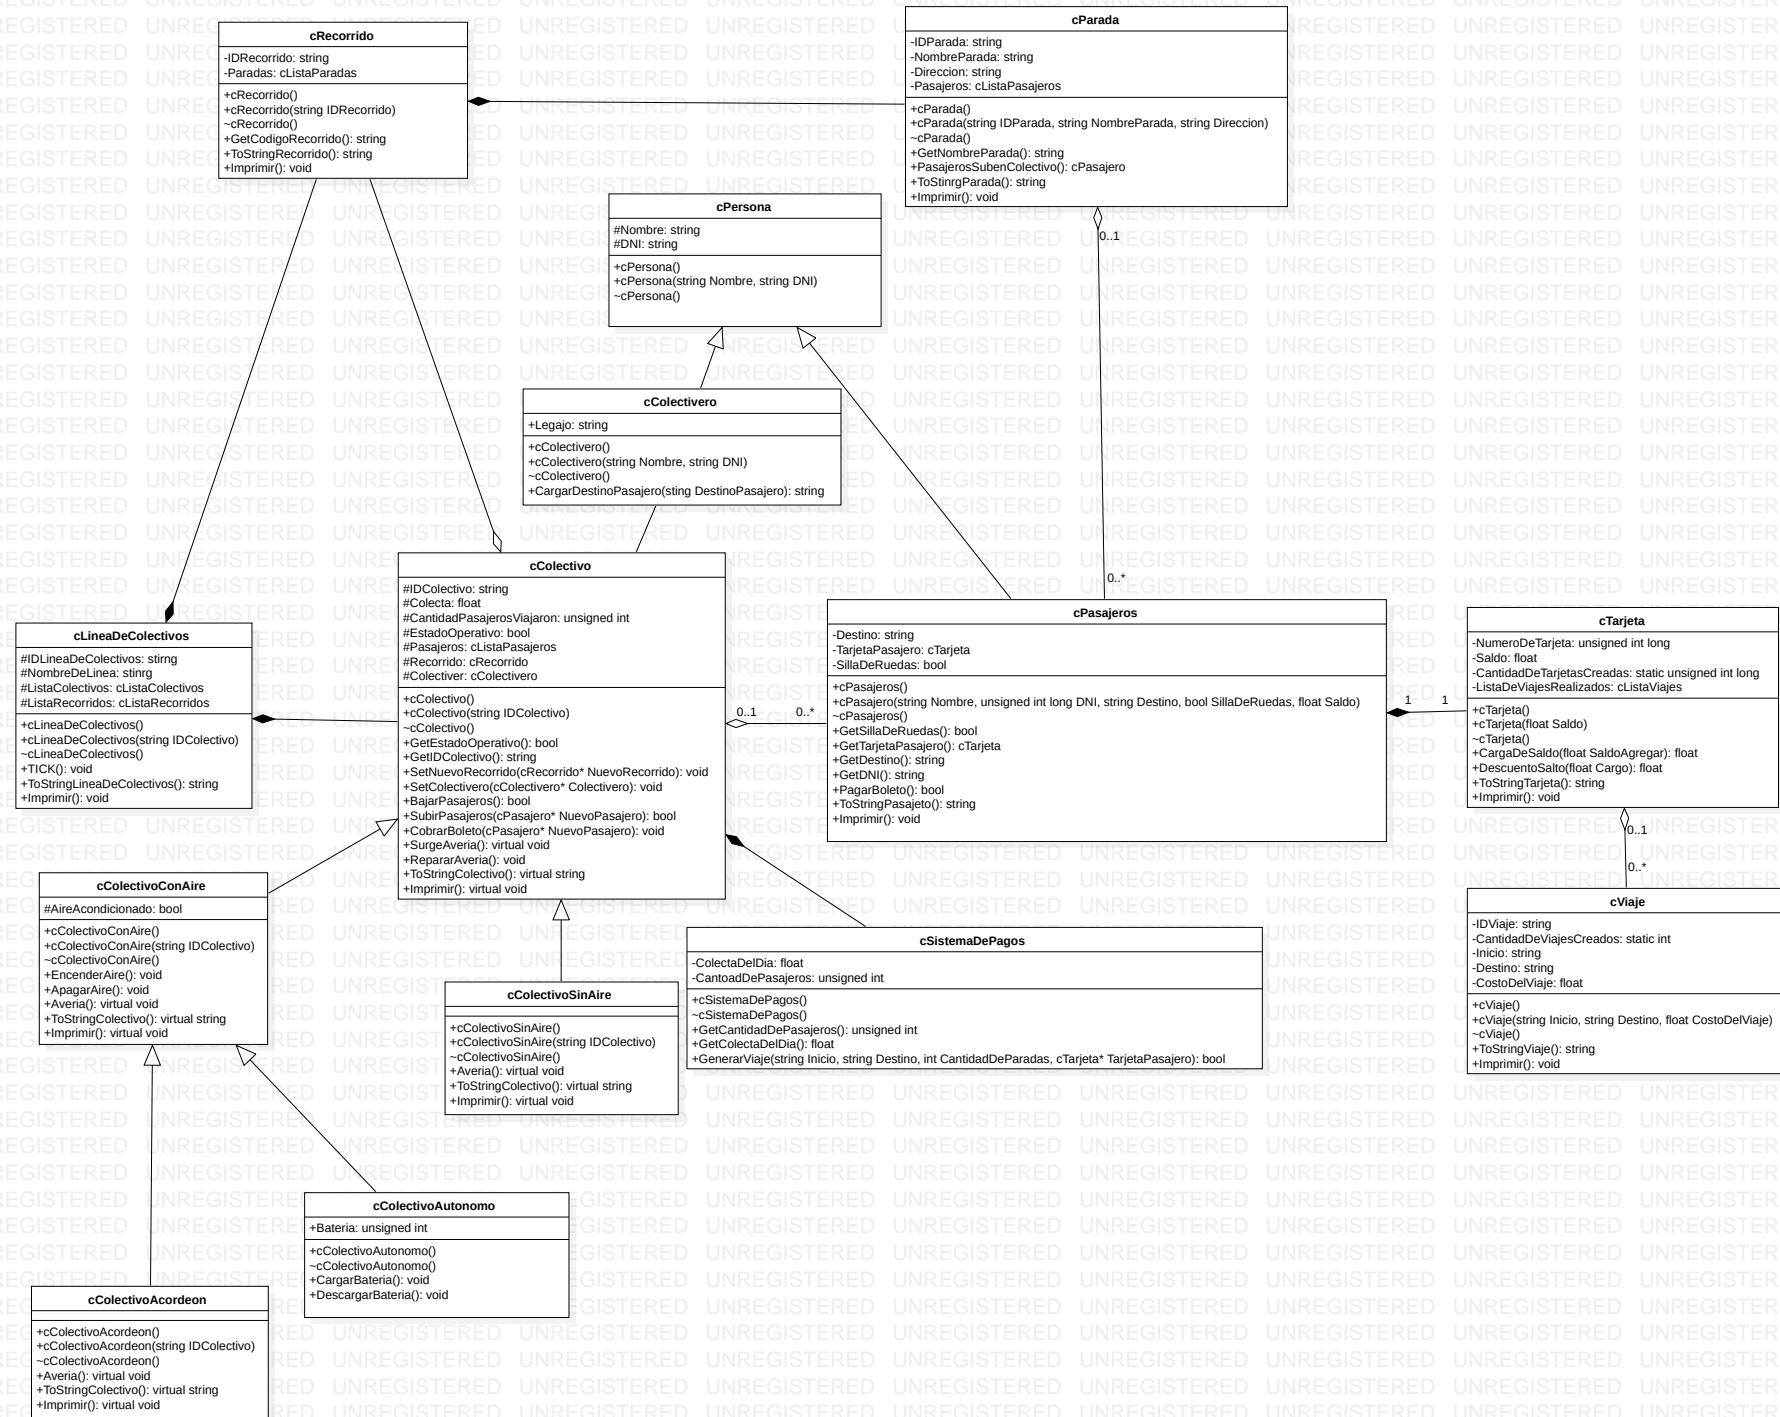 cRecorrido
-IDRecorrido: string
-Paradas: cListaParadas
+cRecorrido()
+cRecorrido(string IDRecorrido)
~cRecorrido()
+GetCodigoRecorrido(): string
+ToStringRecorrido(): string
+Imprimir(): void
cParada
-IDParada: string
-NombreParada: string
-Direccion: string
-Pasajeros: cListaPasajeros
+cParada()
+cParada(string IDParada, string NombreParada, string Direccion)
~cParada()
+GetNombreParada(): string
+PasajerosSubenColectivo(): cPasajero
+ToStinrgParada(): string
+Imprimir(): void
0..1
0..*
cPersona
#Nombre: string
#DNI: string
+cPersona()
+cPersona(string Nombre, string DNI)
~cPersona()
cColectivero
+Legajo: string
+cColectivero()
+cColectivero(string Nombre, string DNI)
~cColectivero()
+CargarDestinoPasajero(sting DestinoPasajero): string
cLineaDeColectivos
#IDLineaDeColectivos: stirng
#NombreDeLinea: stinrg
#ListaColectivos: cListaColectivos
#ListaRecorridos: cListaRecorridos
+cLineaDeColectivos()
+cLineaDeColectivos(string IDColectivo)
~cLineaDeColectivos()
+TICK(): void
+ToStringLineaDeColectivos(): string
+Imprimir(): void
cColectivo
#IDColectivo: string
#Colecta: float
#CantidadPasajerosViajaron: unsigned int
#EstadoOperativo: bool
#Pasajeros: cListaPasajeros
#Recorrido: cRecorrido
#Colectiver: cColectivero
+cColectivo()
+cColectivo(string IDColectivo)
~cColectivo()
+GetEstadoOperativo(): bool
+GetIDColectivo(): string
+SetNuevoRecorrido(cRecorrido* NuevoRecorrido): void
+SetColectivero(cColectivero* Colectivero): void
+BajarPasajeros(): bool
+SubirPasajeros(cPasajero* NuevoPasajero): bool
+CobrarBoleto(cPasajero* NuevoPasajero): void
+SurgeAveria(): virtual void
+RepararAveria(): void
+ToStringColectivo(): virtual string
+Imprimir(): virtual void
0..1
0..*
cPasajeros
-Destino: string
-TarjetaPasajero: cTarjeta
-SillaDeRuedas: bool
+cPasajeros()
+cPasajero(string Nombre, unsigned int long DNI, string Destino, bool SillaDeRuedas, float Saldo)
~cPasajeros()
+GetSillaDeRuedas(): bool
+GetTarjetaPasajero(): cTarjeta
+GetDestino(): string
+GetDNI(): string
+PagarBoleto(): bool
+ToStringPasajeto(): string
+Imprimir(): void
1
1
cTarjeta
-NumeroDeTarjeta: unsigned int long
-Saldo: float
-CantidadDeTarjetasCreadas: static unsigned int long
-ListaDeViajesRealizados: cListaViajes
+cTarjeta()
+cTarjeta(float Saldo)
~cTarjeta()
+CargaDeSaldo(float SaldoAgregar): float
+DescuentoSalto(float Cargo): float
+ToStringTarjeta(): string
+Imprimir(): void
0..1
0..*
cViaje
-IDViaje: string
-CantidadDeViajesCreados: static int
-Inicio: string
-Destino: string
-CostoDelViaje: float
+cViaje()
+cViaje(string Inicio, string Destino, float CostoDelViaje)
~cViaje()
+ToStringViaje(): string
+Imprimir(): void
cColectivoConAire
#AireAcondicionado: bool
+cColectivoConAire()
+cColectivoConAire(string IDColectivo)
~cColectivoConAire()
+EncenderAire(): void
+ApagarAire(): void
+Averia(): virtual void
+ToStringColectivo(): virtual string
+Imprimir(): virtual void
cColectivoSinAire
+cColectivoSinAire()
+cColectivoSinAire(string IDColectivo)
~cColectivoSinAire()
+Averia(): virtual void
+ToStringColectivo(): virtual string
+Imprimir(): virtual void
cSistemaDePagos
-ColectaDelDia: float
-CantoadDePasajeros: unsigned int
+cSistemaDePagos()
~cSistemaDePagos()
+GetCantidadDePasajeros(): unsigned int
+GetColectaDelDia(): float
+GenerarViaje(string Inicio, string Destino, int CantidadDeParadas, cTarjeta* TarjetaPasajero): bool
cColectivoAutonomo
+Bateria: unsigned int
+cColectivoAutonomo()
~cColectivoAutonomo()
+CargarBateria(): void
+DescargarBateria(): void
cColectivoAcordeon
+cColectivoAcordeon()
+cColectivoAcordeon(string IDColectivo)
~cColectivoAcordeon()
+Averia(): virtual void
+ToStringColectivo(): virtual string
+Imprimir(): virtual void
UNREGISTERED